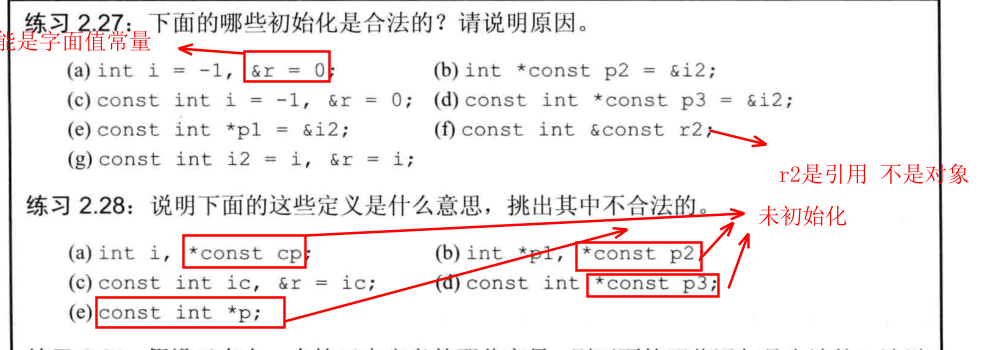 练习 2.27：下面的哪些初始化是合法的？请说明原因。
能是字面值常量
(a) int i = -1, &r = 0;
(b) int *const p2 = &i2;
(c) const int i = -1, &r = 0;
(d) const int *const p3 = &i2;
(e) const int *p1 = &i2;
(f) const int &const r2;
(g) const int i2 = i, &r = i;
r2是引用 不是对象
练习 2.28：说明下面的这些定义是什么意思，挑出其中不合法的。
未初始化
(a) int i, *const cp;
(b) int *p1, *const p2;
(c) const int ic, &r = ic;
(d) const int *const p3;
(e) const int *p;